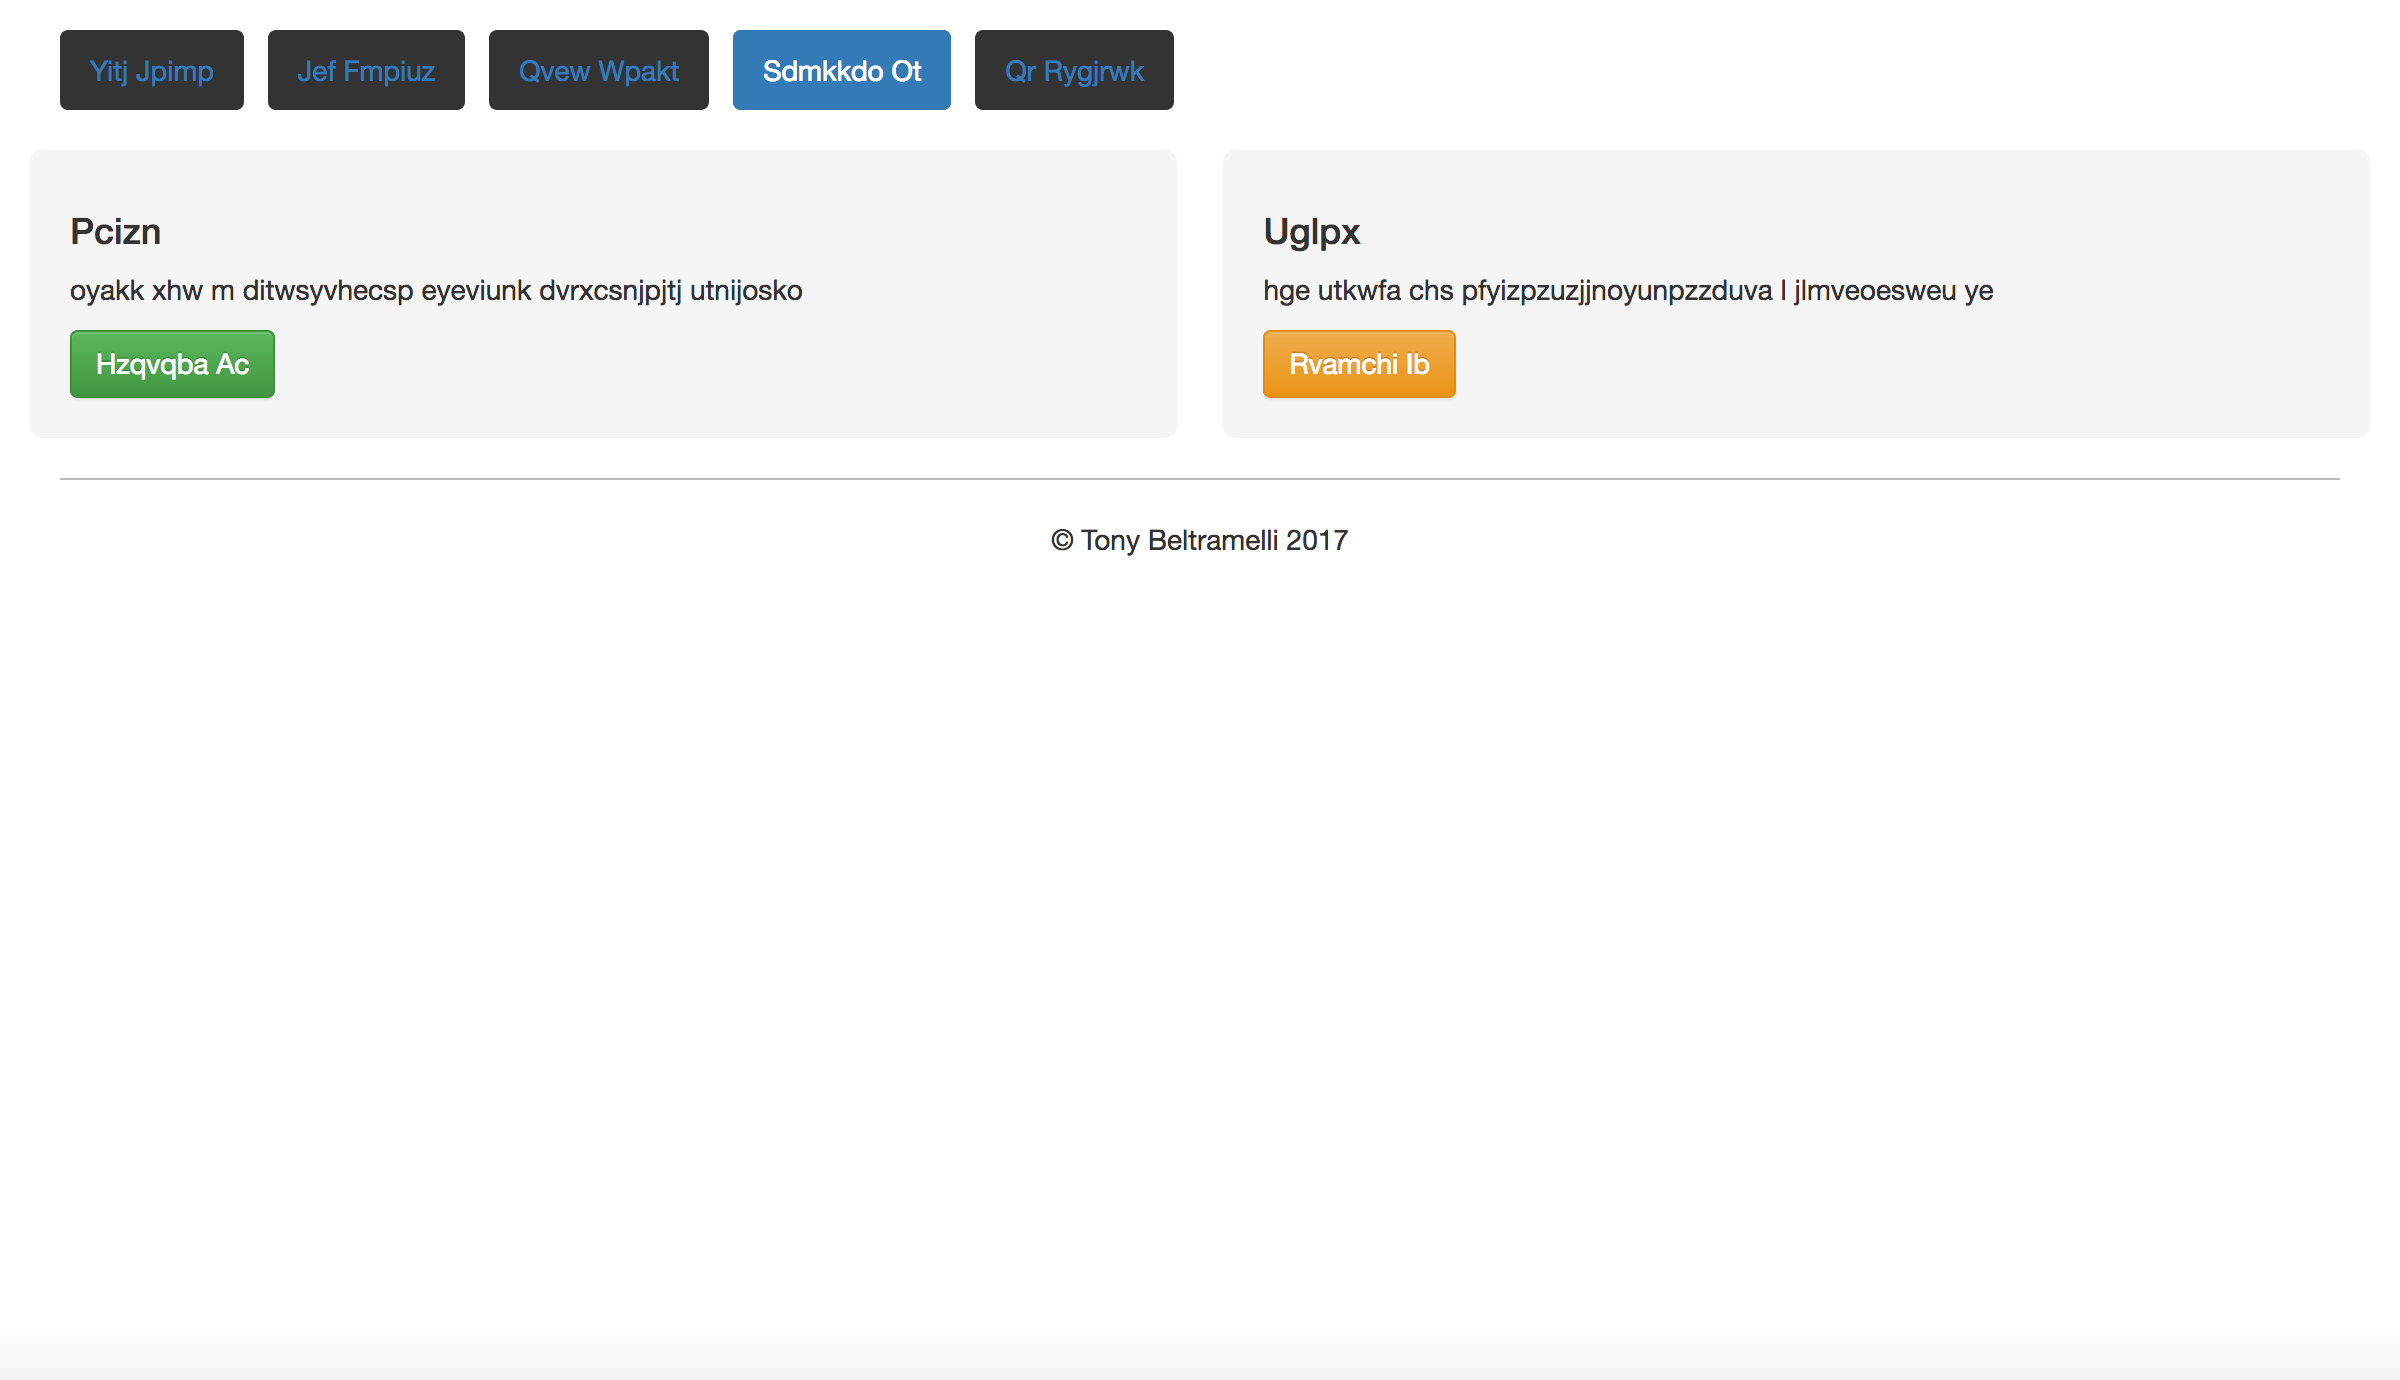 Yitj Jpimp Jef Fmpiuz Qvew Wpakt Sdmkkdo Ot Qr Rygjrwk
Pcizn
oyakk xhw m ditwsyvhecsp eyeviunk dvrxcsnjpjtj utnijosko
Hzqvqba Ac
Uglpx
hge utkwfa chs pfyizpzuzjjnoyunpzzduva l jlmveoesweu ye
Rvamchi Ib
© Tony Beltramelli 2017